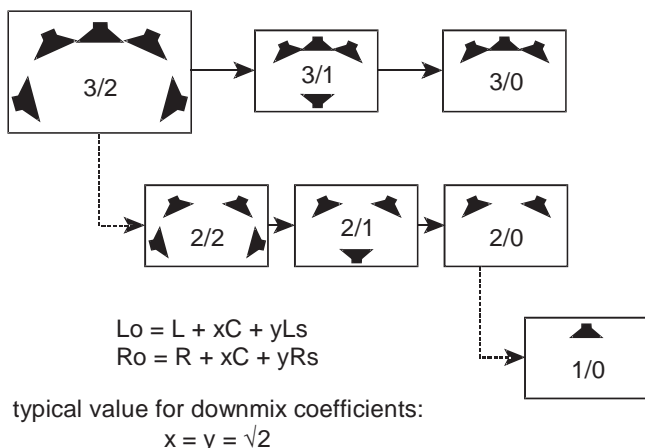 3/2
3/1
3/0
2/2
2/1
2/0
1/0
Lo = L + xC + yLs
Ro = R + xC + yRs
typical value for downmix coefficients:
x = y = √2